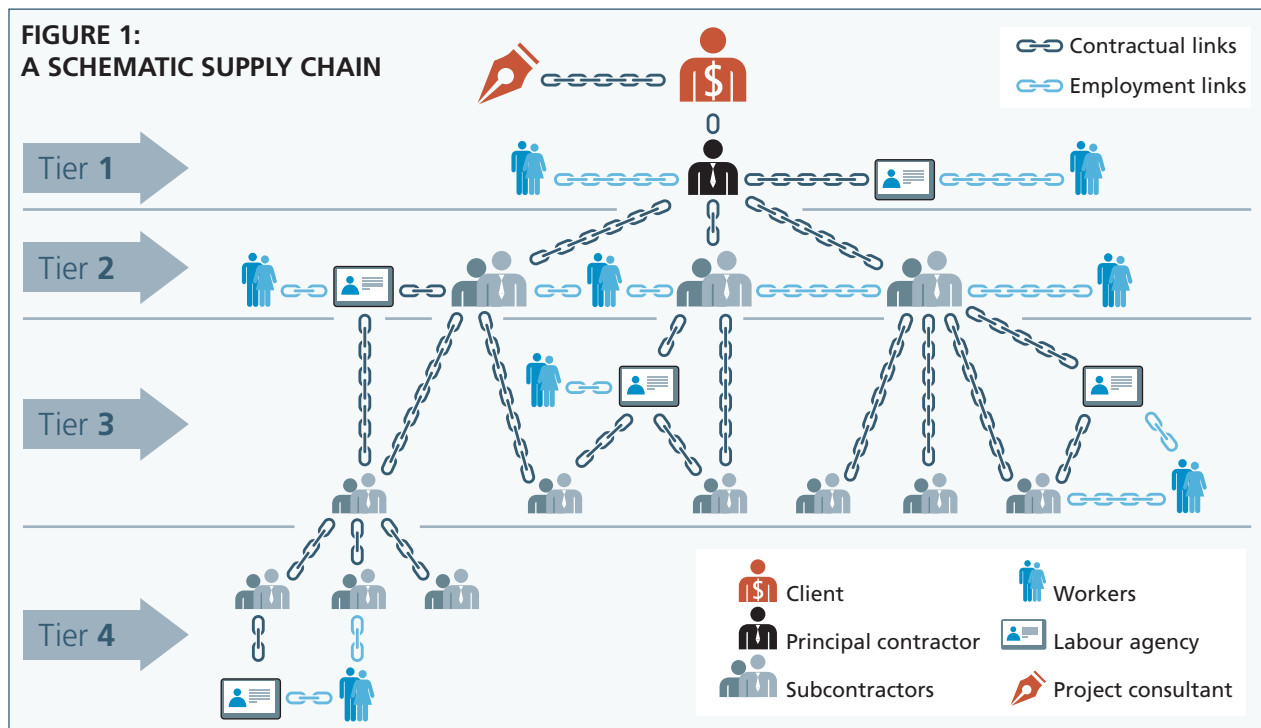 FIGURE 1:
A SCHEMATIC SUPPLY CHAIN
$
Contractual links
Employment links
Tier 1
Tier 2
Tier 3
Tier 4
$ Client
Workers
Principal contractor
Labour agency
Subcontractors
Project consultant